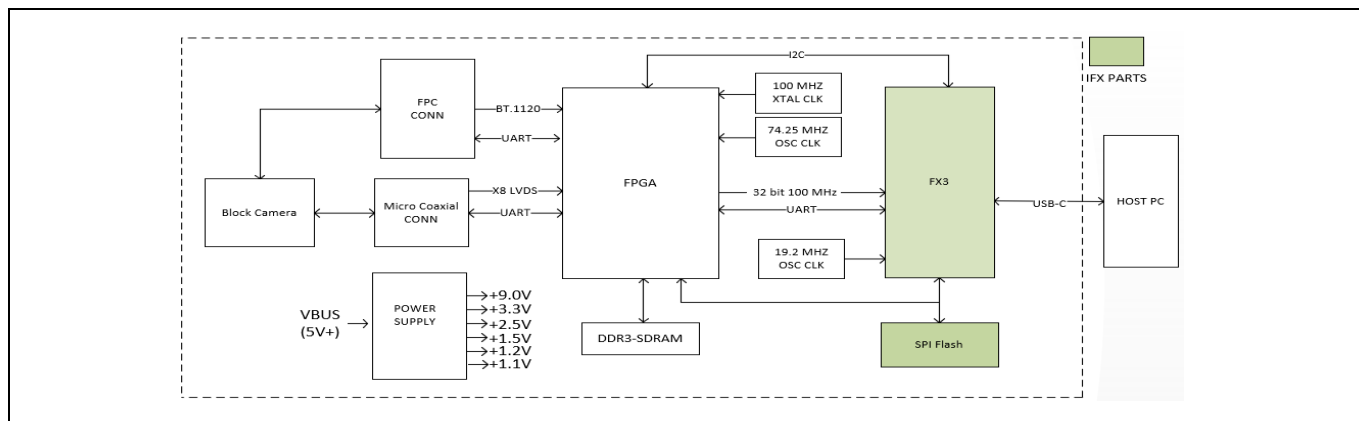 I2C
IFX PARTS
FPC
CONN
BT.1120
UART
100 MHZ
XTAL CLK
74.25 MHZ
OSC CLK
FPGA
FX3
HOST PC
Block Camera
Micro Coaxial
CONN
X8 LVDS
UART
32 bit 100 MHz
UART
USB-C
19.2 MHZ
OSC CLK
VBUS
(5V+)
POWER
SUPPLY
+9.0V
+3.3V
+2.5V
+1.5V
+1.2V
+1.1V
DDR3-SDRAM
SPI Flash